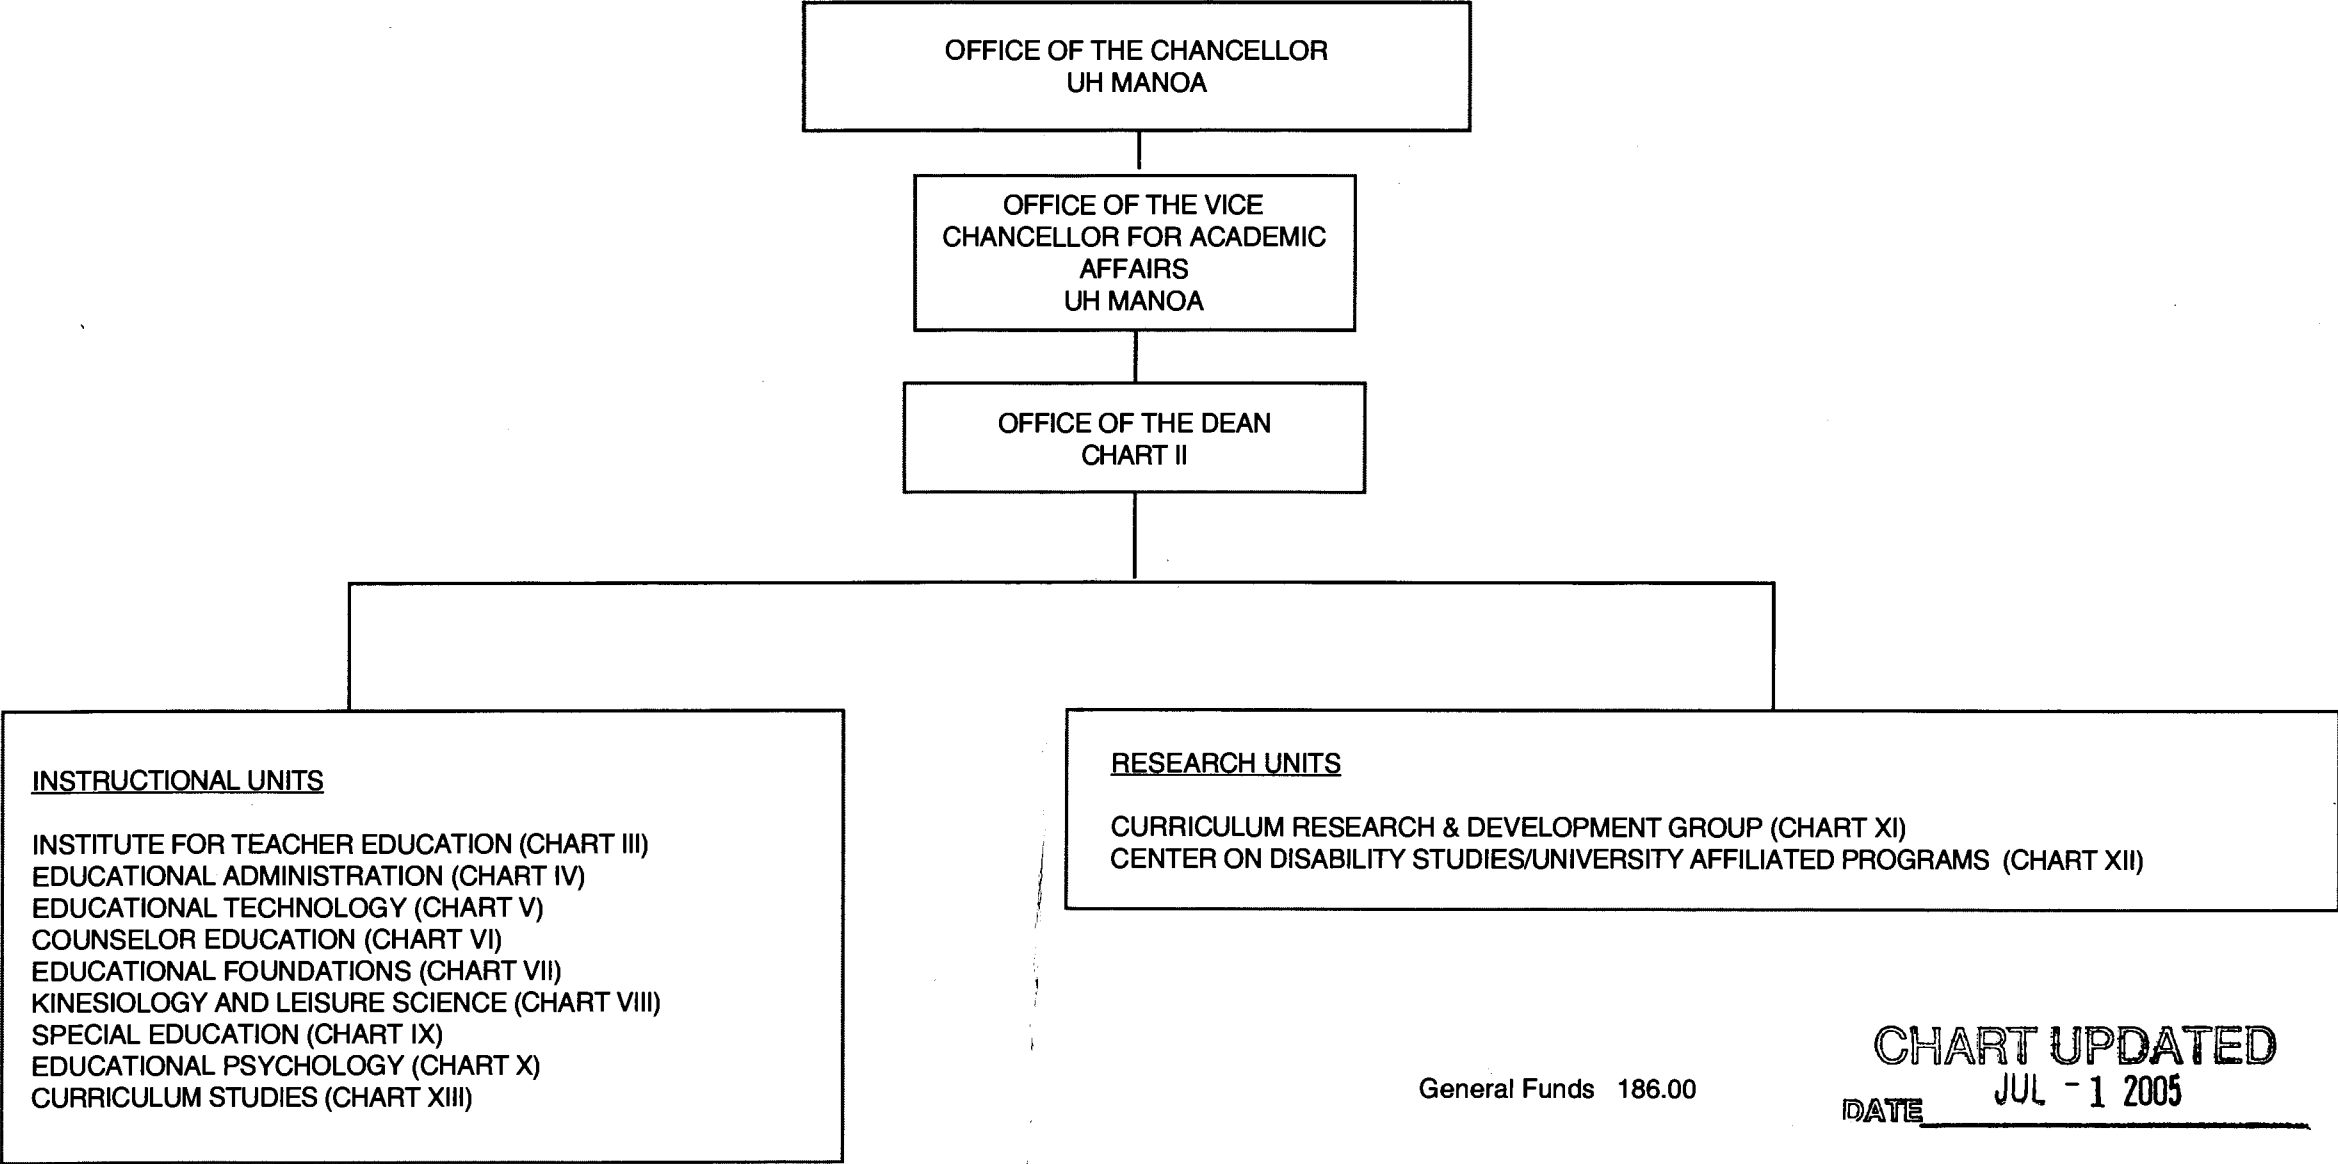 OFFICE OF THE CHANCELLOR
UH MANOA
OFFICE OF THE VICE
CHANCELLOR FOR ACADEMIC
AFFAIRS
UH MANOA
OFFICE OF THE DEAN
CHART II
INSTRUCTIONAL UNITS
INSTITUTE FOR TEACHER EDUCATION (CHART III)
EDUCATIONAL ADMINISTRATION (CHART IV)
EDUCATIONAL TECHNOLOGY (CHART V)
COUNSELOR EDUCATION (CHART VI)
EDUCATIONAL FOUNDATIONS (CHART VII)
KINESIOLOGY AND LEISURE SCIENCE (CHART VIII)
SPECIAL EDUCATION (CHART IX)
EDUCATIONAL PSYCHOLOGY (CHART X)
CURRICULUM STUDIES (CHART XIII)
RESEARCH UNITS
CURRICULUM RESEARCH & DEVELOPMENT GROUP (CHART XI)
CENTER ON DISABILITY STUDIES/UNIVERSITY AFFILIATED PROGRAMS (CHART XII)
General Funds 186.00
CHART UPDATED
DATE JUL - 1 2005